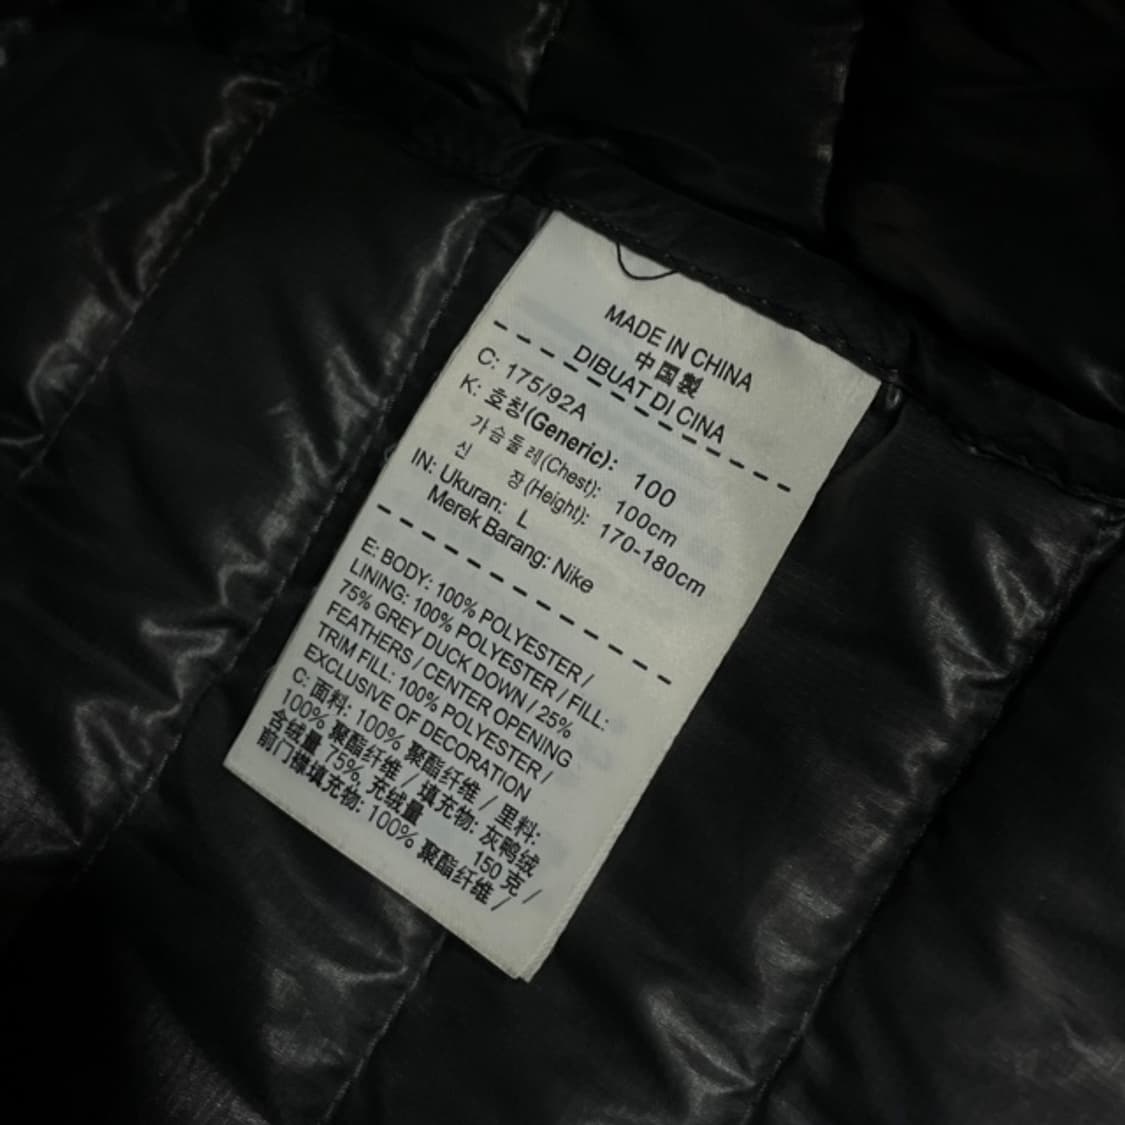 MADE IN CHINA
中国製
DIBUAT DI CINA
C: 175/92A
K: 호칭(Generic): 100
가슴둘레(Chest): 100cm
신 장(Height): 170-180cm
IN: Ukuran: L
Merek Barang: Nike
E: BODY: 100% POLYESTER /
LINING: 100% POLYESTER / FILL:
75% GREY DUCK DOWN / 25%
FEATHERS / CENTER OPENING
TRIM FILL: 100% POLYESTER /
EXCLUSIVE OF DECORATION
C: 面料: 100% 聚酯纤维 / 里料:
100% 聚酯纤维 / 填充物: 灰鸭绒
含绒量 75%, 充绒量 150 克 /
前门襟填充物: 100% 聚酯纤维 /